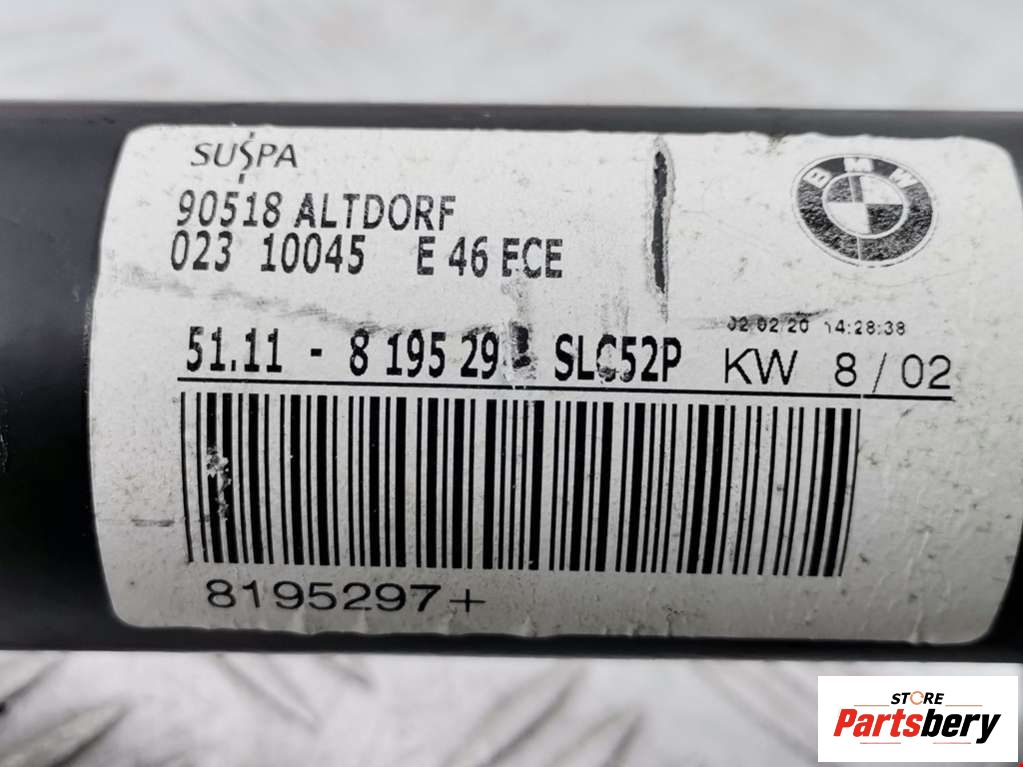 SUSPA
90518 ALTDORF
023 10045 E 46 ECE
BMW
02.02.20 14:28:38
51.11 - 8 195 29 SLC52P KW 8/02
8195297+
STORE
Partsbery